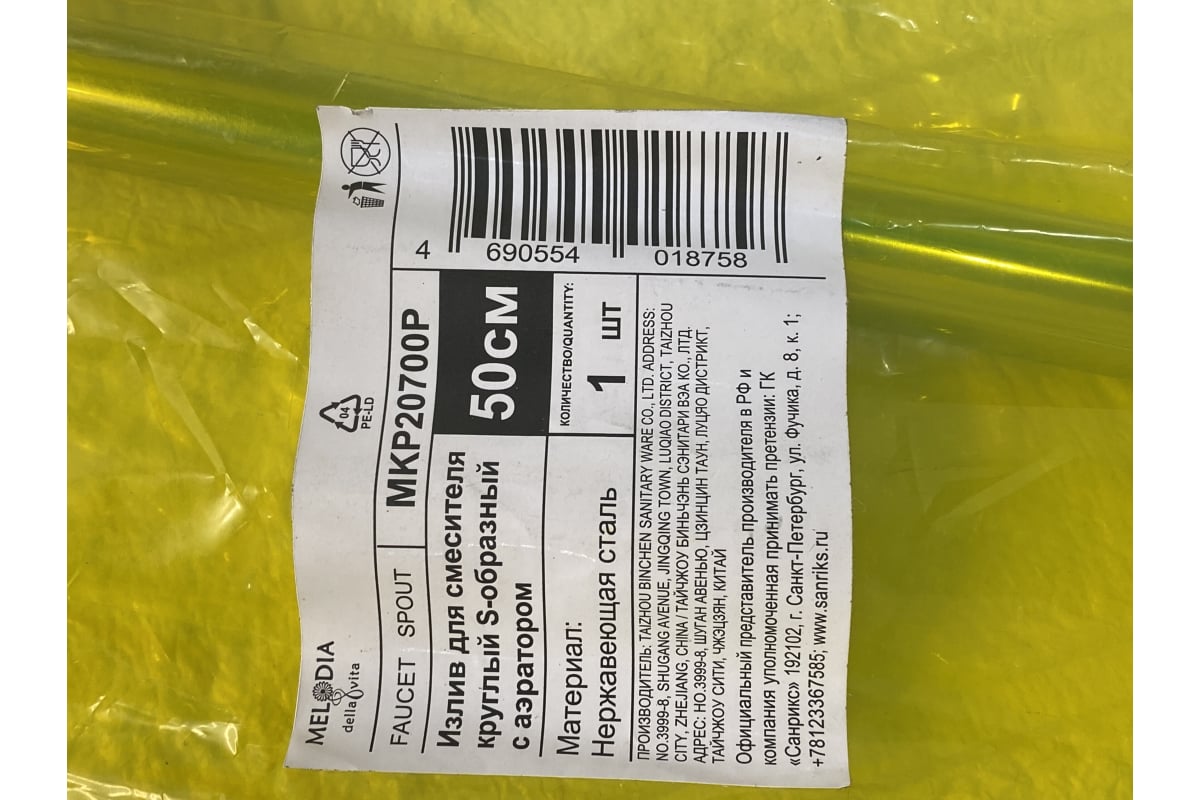 MELODIA
della vita
04
PE-LD
FAUCET SPOUT
MKP20700P
Излив для смесителя
круглый S-образный
с аэратором
50см
Материал:
Нержавеющая сталь
КОЛИЧЕСТВО/QUANTITY:
1 шт
4 690554 018758
ПРОИЗВОДИТЕЛЬ: TAIZHOU BINCHEN SANITARY WARE CO., LTD. ADDRESS:
NO.3999-8, SHUGANG AVENUE, JINGQING TOWN, LUQIAO DISTRICT, TAIZHOU
CITY, ZHEJIANG, CHINA / ТАЙЧЖОУ БИНЬЧЭНЬ СЭНИТАРИ ВЭА КО., ЛТД.
АДРЕС: НО.3999-8, ШУГАН АВЕНЬЮ, ЦЗИНЦИН ТАУН, ЛУЦЯО ДИСТРИКТ,
ТАЙЧЖОУ СИТИ, ЧЖЭЦЗЯН, КИТАЙ
Официальный представитель производителя в РФ и
компания уполномоченная принимать претензии: ГК
«Санрикс» 192102, г. Санкт-Петербург, ул. Фучика, д. 8, к. 1;
+78123367585; www.sanriks.ru